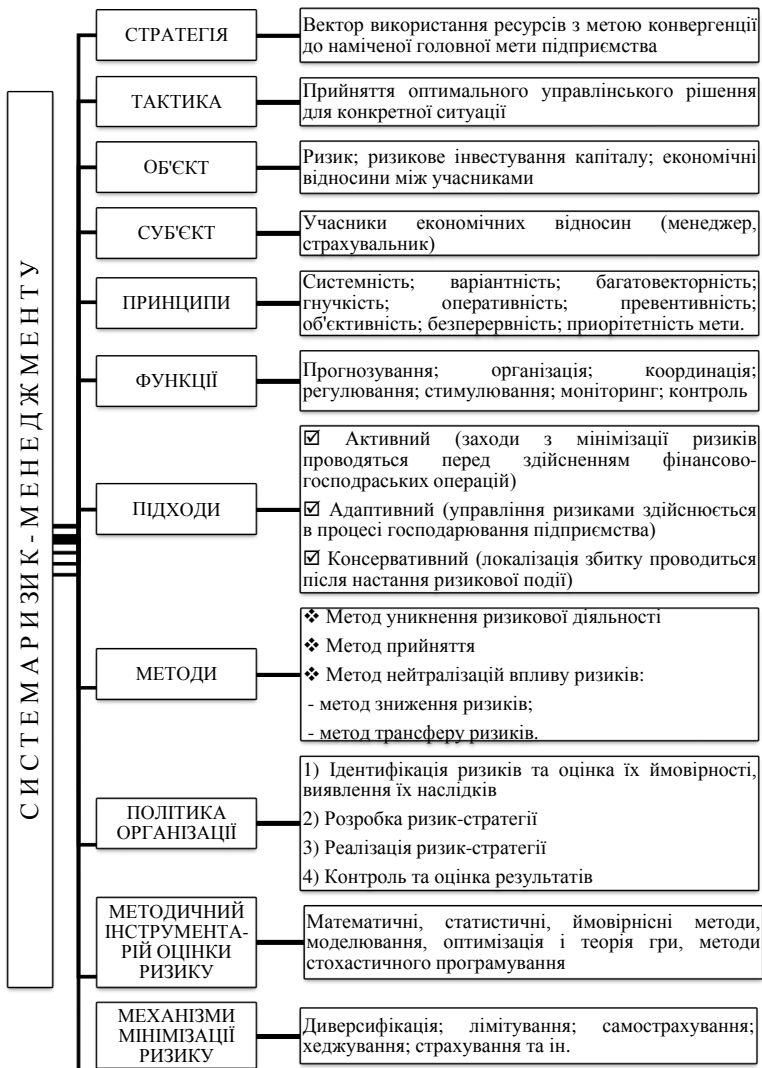 СИСТЕМАРИЗИК-МЕНЕДЖМЕНТУ
СТРАТЕГІЯ
Вектор використання ресурсів з метою конвергенції
до наміченої головної мети підприємства
ТАКТИКА
Прийняття оптимального управлінського рішення
для конкретної ситуації
ОБ'ЄКТ
Ризик; ризикове інвестування капіталу; економічні
відносини між учасниками
СУБ'ЄКТ
Учасники економічних відносин (менеджер,
страхувальник)
ПРИНЦИПИ
Системність; варіантність; багатовекторність;
гнучкість; оперативність; превентивність;
об'єктивність; безперервність; приорітетність мети.
ФУНКЦІЇ
Прогнозування; організація; координація;
регулювання; стимулювання; моніторинг; контроль
ПІДХОДИ
☑ Активний (заходи з мінімізації ризиків
проводяться перед здійсненням фінансово-
господраських операцій)
☑ Адаптивний (управління ризиками здійснюється
в процесі господарювання підприємства)
☑ Консервативний (локалізація збитку проводиться
після настання ризикової події)
МЕТОДИ
❖ Метод уникнення ризикової діяльності
❖ Метод прийняття
❖ Метод нейтралізацій впливу ризиків:
- метод зниження ризиків;
- метод трансферу ризиків.
ПОЛІТИКА
ОРГАНІЗАЦІЇ
1) Ідентифікація ризиків та оцінка їх ймовірності,
виявлення їх наслідків
2) Розробка ризик-стратегії
3) Реалізація ризик-стратегії
4) Контроль та оцінка результатів
МЕТОДИЧНИЙ
ІНСТРУМЕНТА-
РІЙ ОЦІНКИ
РИЗИКУ
Математичні, статистичні, ймовірнісні методи,
моделювання, оптимізація і теорія гри, методи
стохастичного програмування
МЕХАНІЗМИ
МІНІМІЗАЦІЇ
РИЗИКУ
Диверсифікація; лімітування; самострахування;
хеджування; страхування та ін.